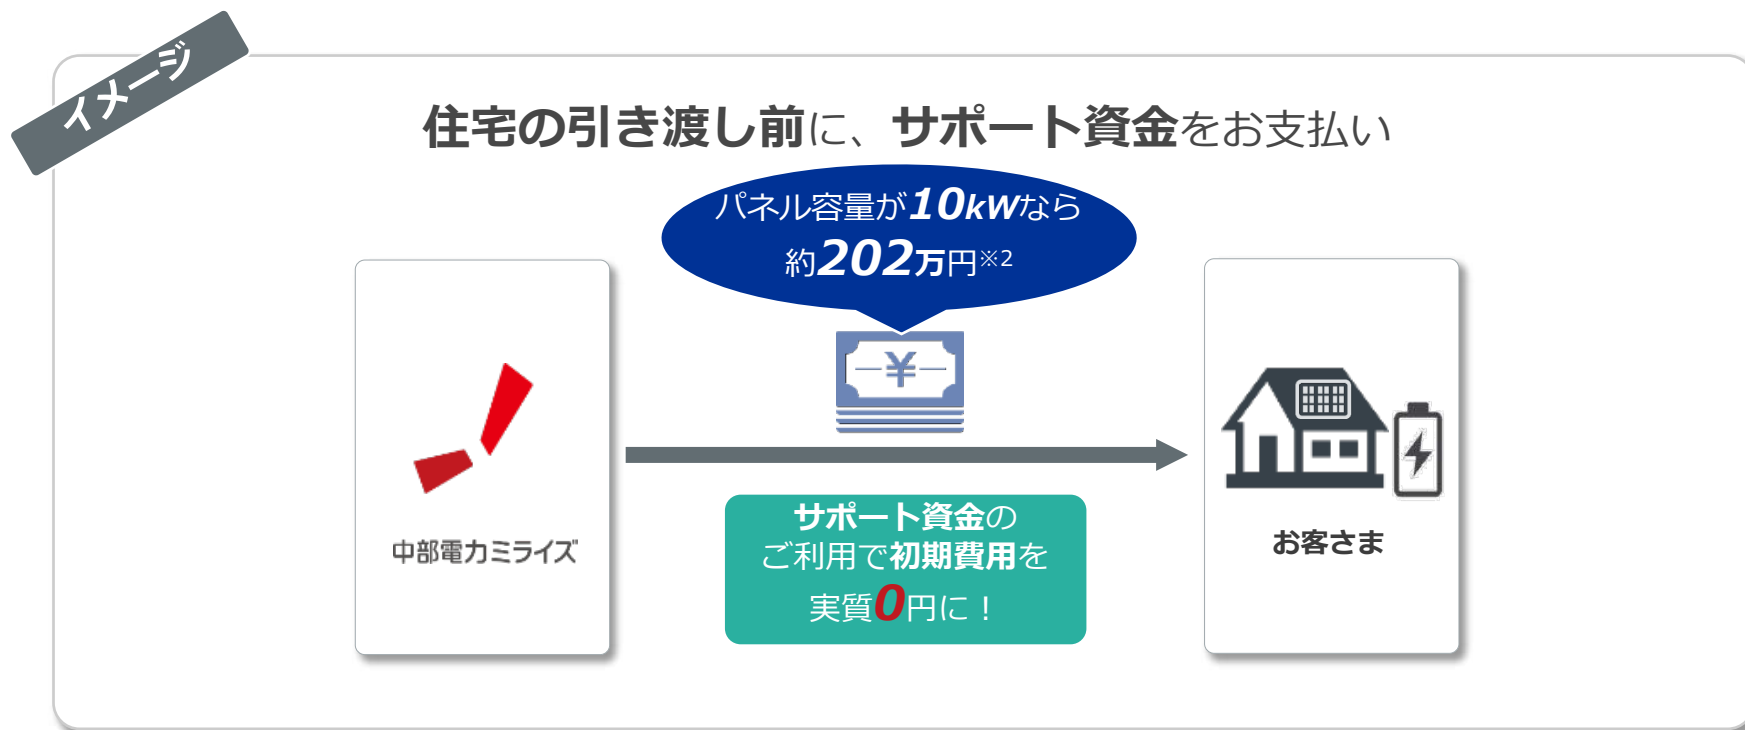 イメージ
住宅の引き渡し前に、サポート資金をお支払い
パネル容量が10kWなら
約202万円※2
¥
中部電力ミライズ
サポート資金の
ご利用で初期費用を
実質0円に！
お客さま